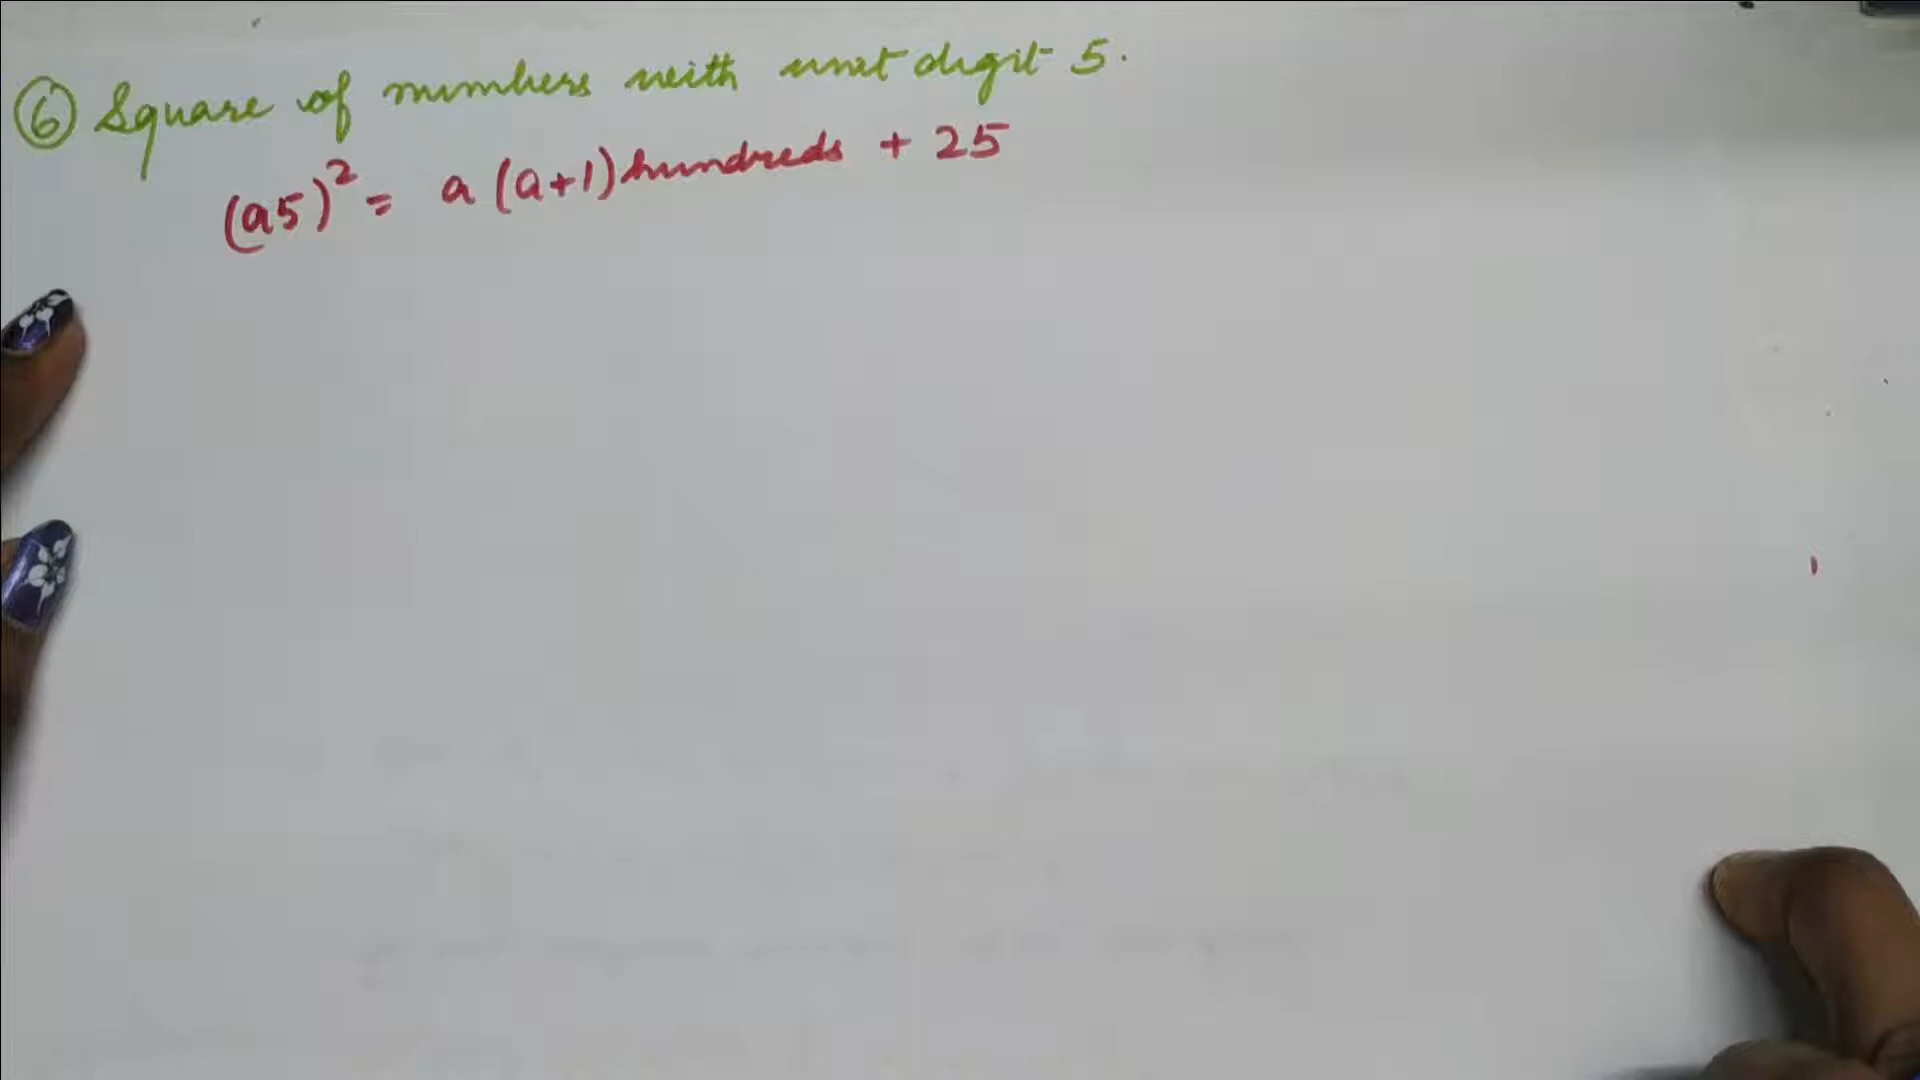 ⑥ Square of numbers with unit digit 5.
(a5)² = a (a+1) hundreds + 25